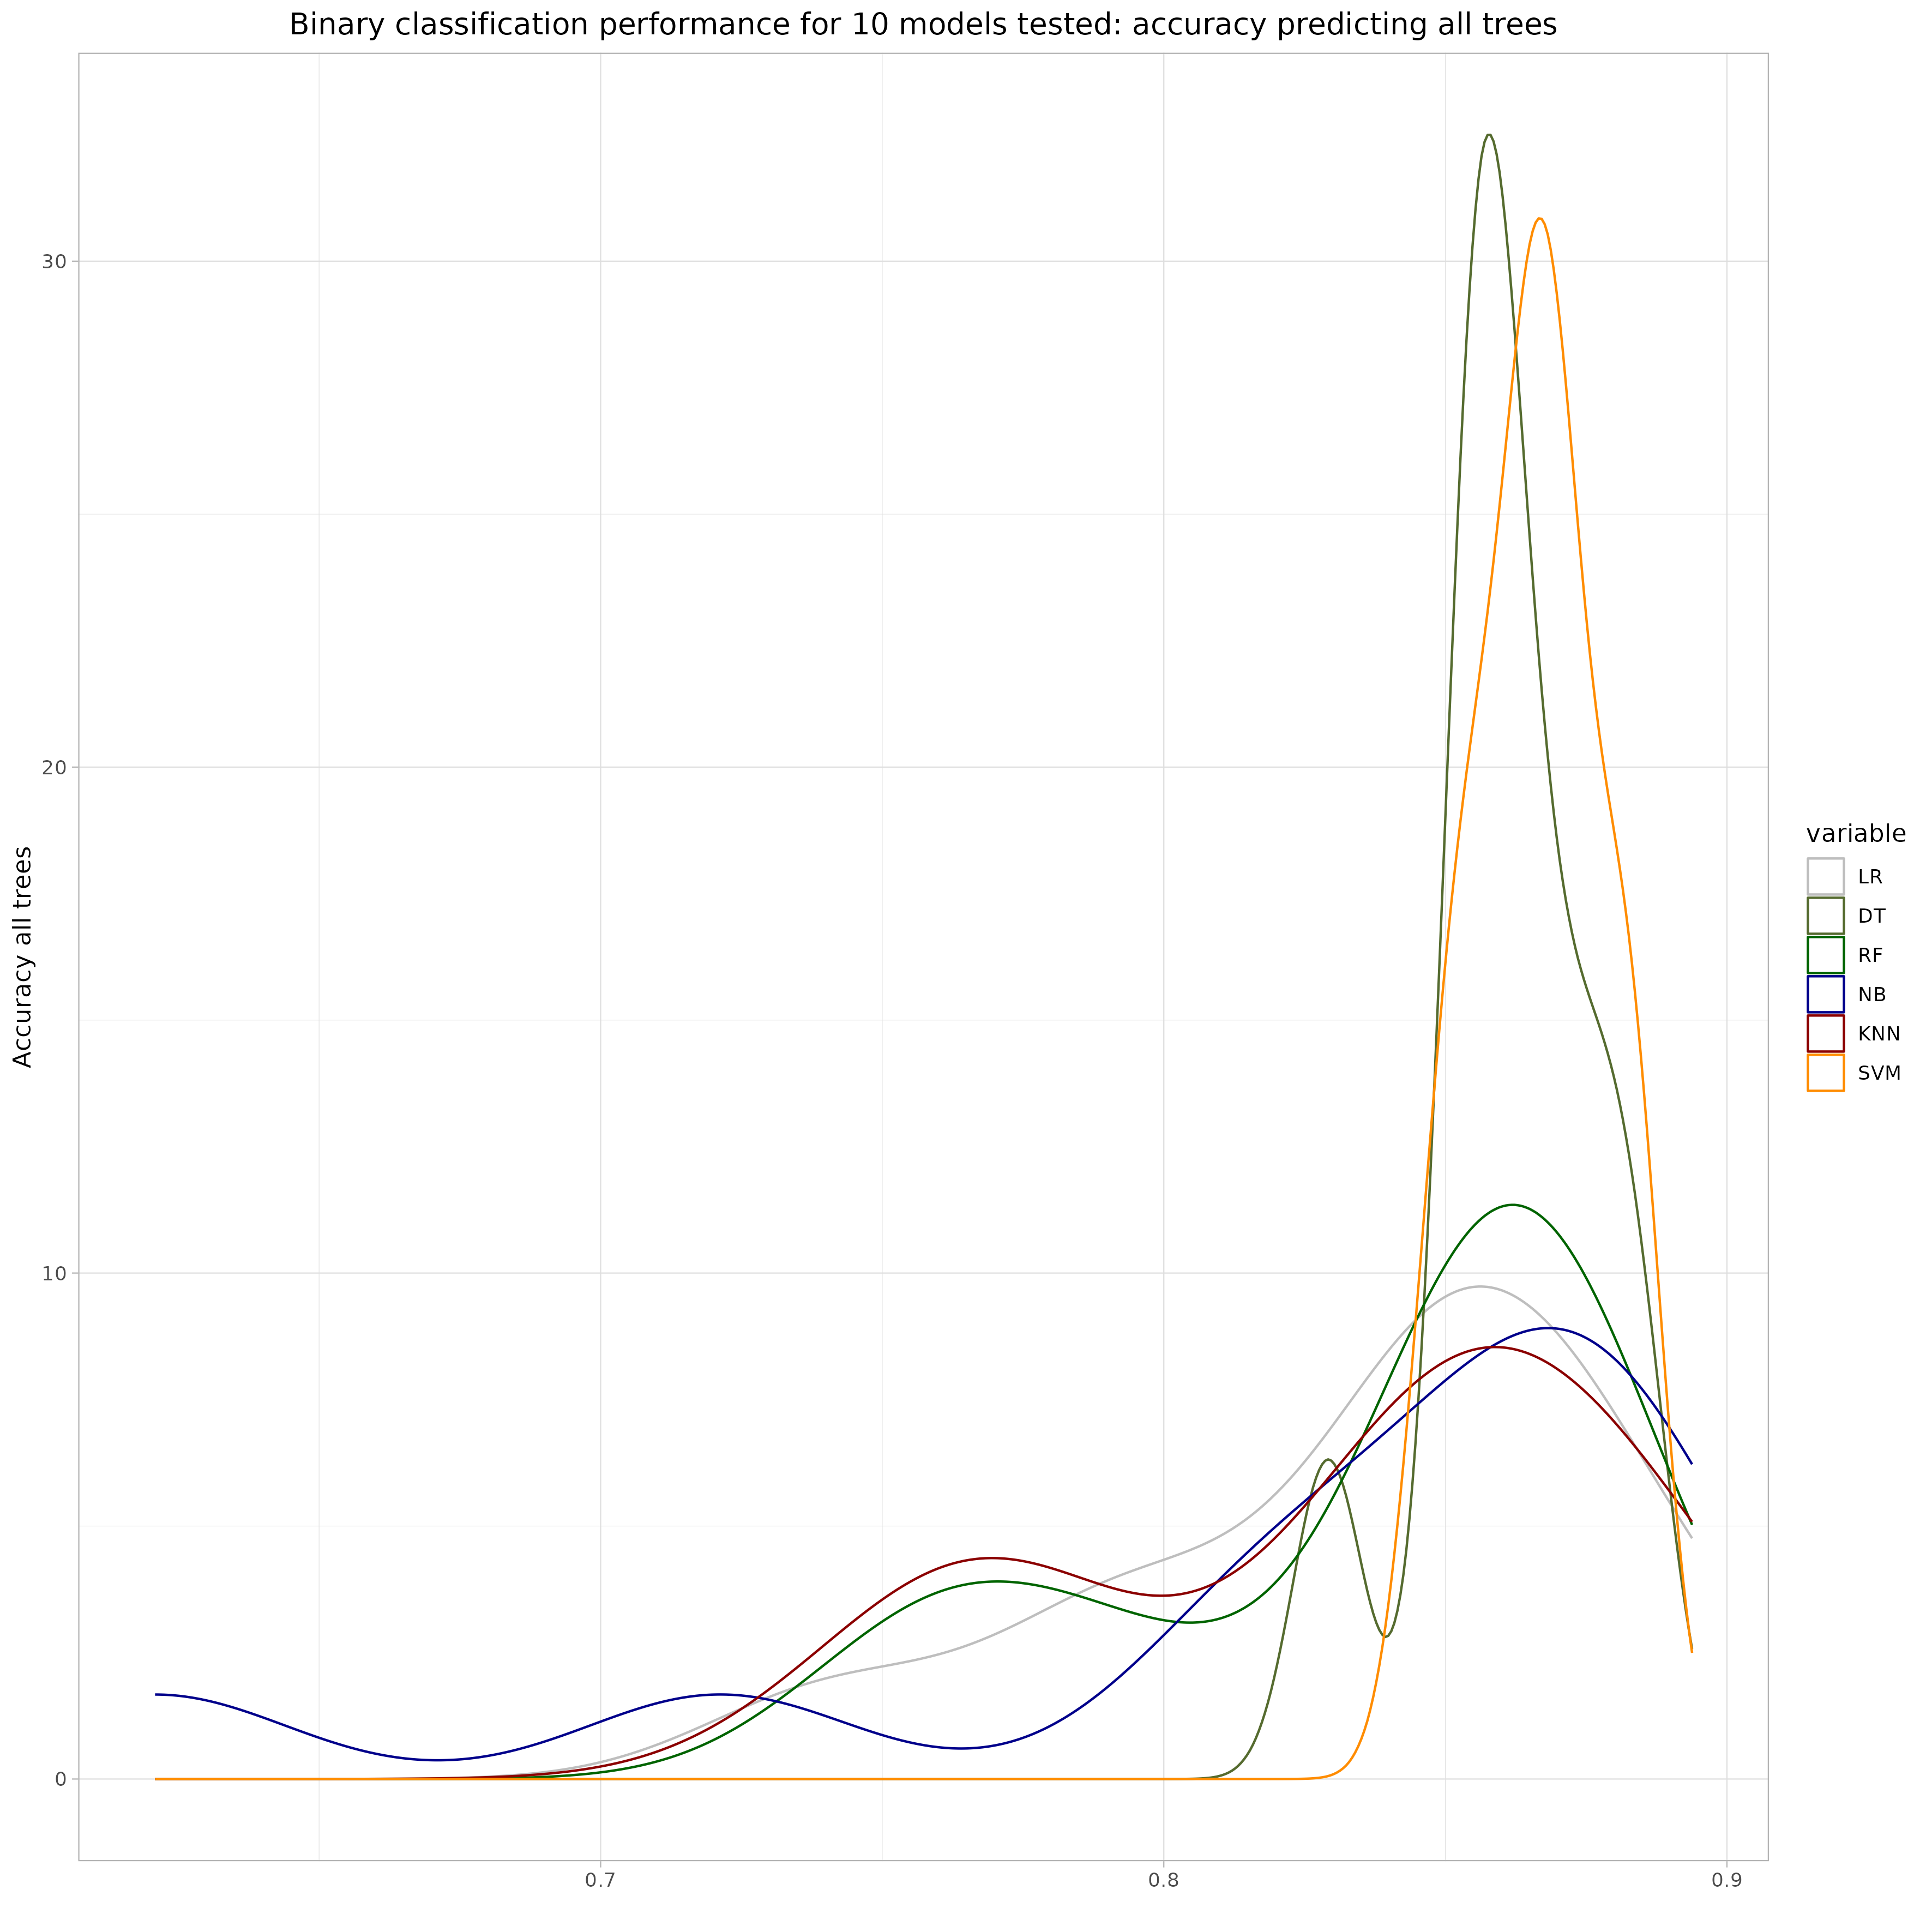 Binary classification performance for 10 models tested: accuracy predicting all trees
Accuracy all trees
30
20
10
0
0.7
0.8
0.9
variable
LR
DT
RF
NB
KNN
SVM